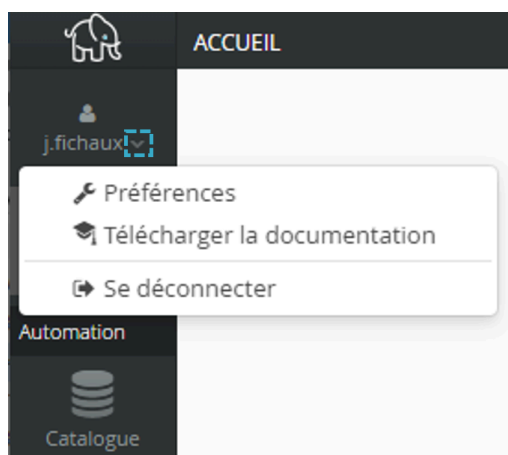 ACCUEIL
j.fichaux
Préférences
Télécharger la documentation
Se déconnecter
Automation
Catalogue